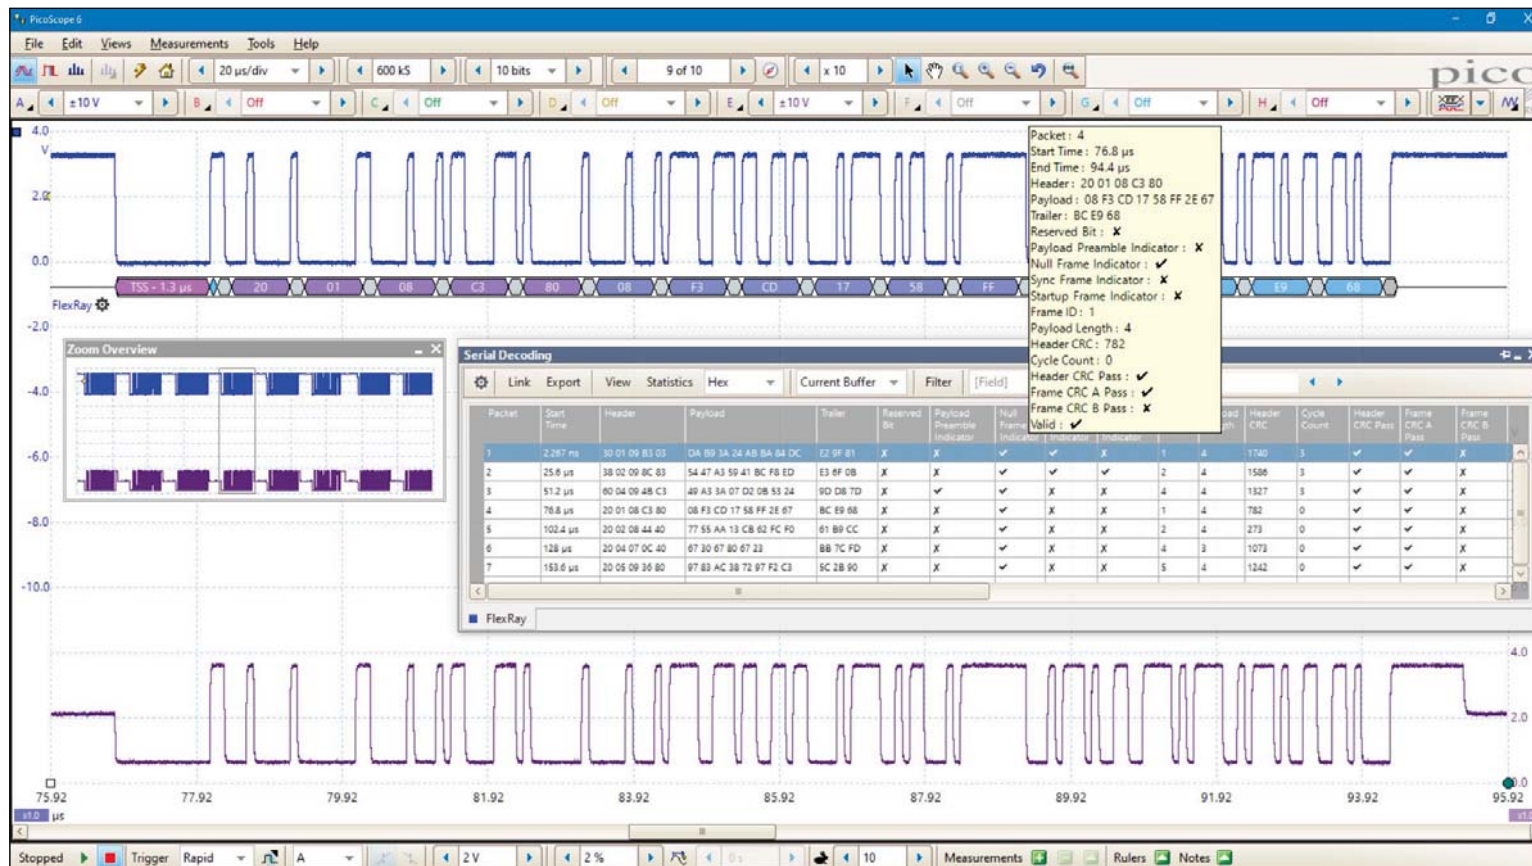 PicoScope 6
File Edit Views Measurements Tools Help
20 µs/div 600 kS 10 bits 9 of 10 x 10
pico
A ±10 V B Off C Off D Off E ±10 V F Off G Off H Off
4.0
V
2.0
0.0
-2.0
-4.0
-6.0
-8.0
-10.0
TSS - 1.3 µs 20 01 08 C3 80 08 F3 CD 17 58 FF E9 68
FlexRay
Packet : 4
Start Time : 76.8 µs
End Time : 94.4 µs
Header : 20 01 08 C3 80
Payload : 08 F3 CD 17 58 FF 2E 67
Trailer : BC E9 68
Reserved Bit : ✘
Payload Preamble Indicator : ✘
Null Frame Indicator : ✔
Sync Frame Indicator : ✘
Startup Frame Indicator : ✘
Frame ID : 1
Payload Length : 4
Header CRC : 782
Cycle Count : 0
Header CRC Pass : ✔
Frame CRC A Pass : ✔
Frame CRC B Pass : ✘
Valid : ✔
Zoom Overview
Serial Decoding
Link Export View Statistics Hex Current Buffer Filter [Field]
Packet Start Time Header Payload Trailer Reserved Bit Payload Preamble Indicator Null Frame Indicator Indicator Indicator Header CRC Cycle Count Header CRC Pass Frame CRC A Pass Frame CRC B Pass
1 2.267 ns 30 01 09 B3 03 DA B9 3A 24 AB BA 84 DC E2 9F 81 ✘ ✘ ✔ ✔ ✘ 1 4 1740 3 ✔ ✔ ✘
2 25.6 µs 38 02 09 8C 83 54 47 A3 59 41 BC F8 ED E3 6F 0B ✘ ✘ ✔ ✔ ✔ 2 4 1586 3 ✔ ✔ ✘
3 51.2 µs 60 04 09 4B C3 49 A3 3A 07 D2 0B 53 24 9D D8 7D ✘ ✔ ✔ ✘ ✘ 4 4 1327 3 ✔ ✔ ✘
4 76.8 µs 20 01 08 C3 80 08 F3 CD 17 58 FF 2E 67 BC E9 68 ✘ ✘ ✔ ✘ ✘ 1 4 782 0 ✔ ✔ ✘
5 102.4 µs 20 02 08 44 40 77 55 AA 13 CB 62 FC F0 61 B9 CC ✘ ✘ ✔ ✘ ✘ 2 4 273 0 ✔ ✔ ✘
6 128 µs 20 04 07 0C 40 67 30 67 80 67 23 BB 7C FD ✘ ✘ ✔ ✘ ✘ 4 3 1073 0 ✔ ✔ ✘
7 153.6 µs 20 05 09 36 80 97 83 AC 38 72 97 F2 C3 5C 2B 90 ✘ ✘ ✔ ✘ ✘ 5 4 1242 0 ✔ ✔ ✘
FlexRay
4.0
2.0
0.0
75.92 77.92 79.92 81.92 83.92 85.92 87.92 89.92 91.92 93.92 95.92
x1.0 µs
Stopped Trigger Rapid A 2 V 2 % 0 s 10 Measurements Rulers Notes